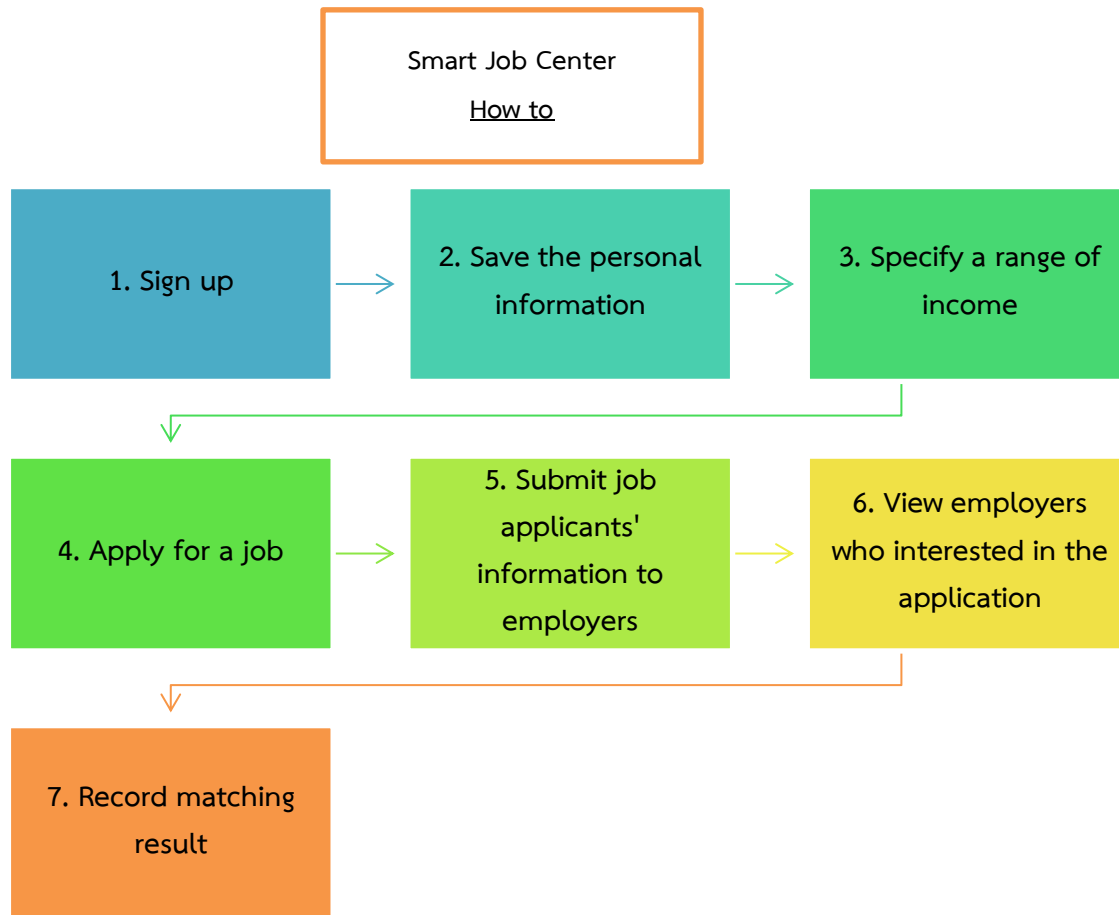 Smart Job Center
How to
1. Sign up
2. Save the personal
information
3. Specify a range of
income
4. Apply for a job
5. Submit job
applicants'
information to
employers
6. View employers
who interested in the
application
7. Record matching
result